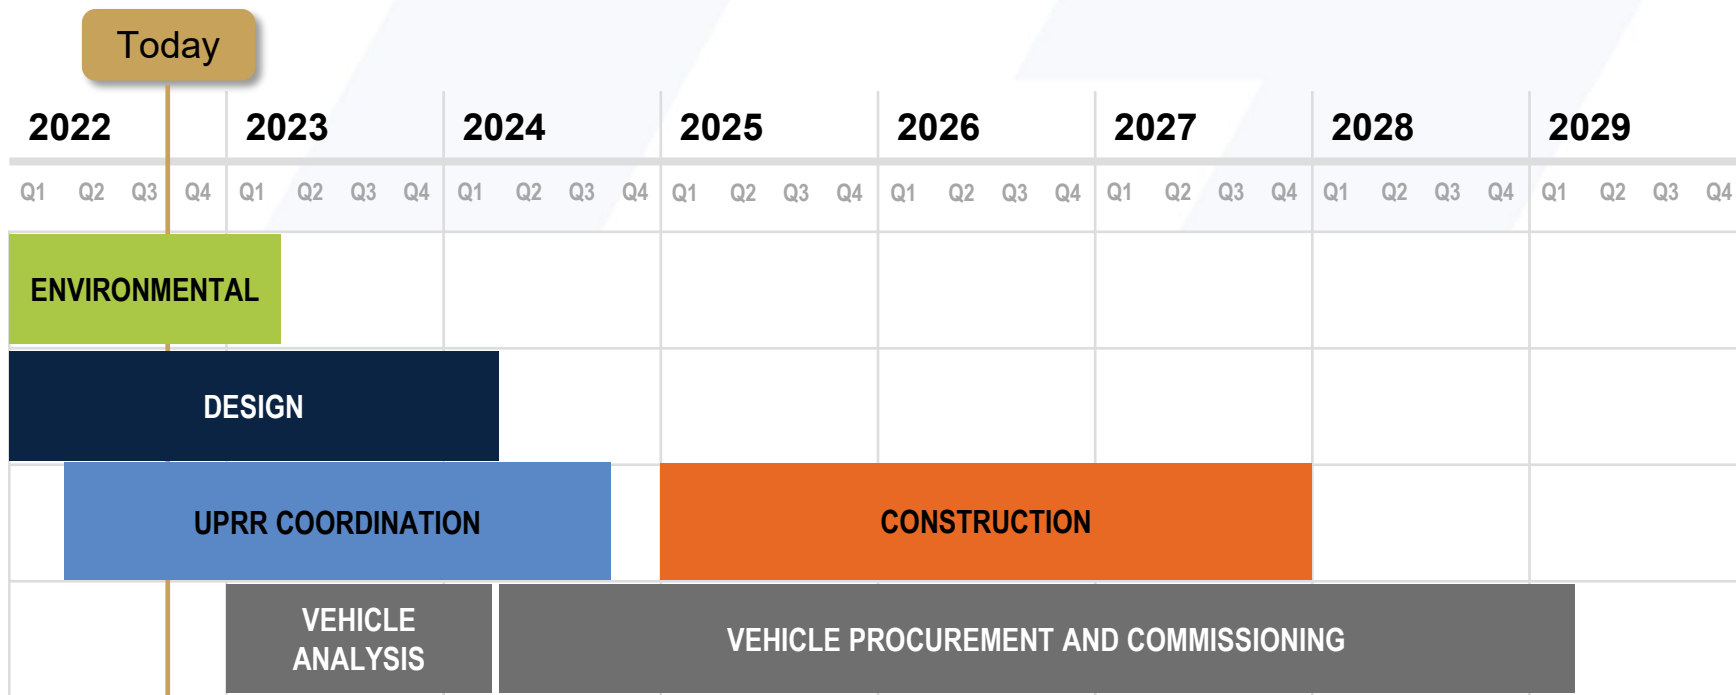 Today
2022 2023 2024 2025 2026 2027 2028 2029
Q1 Q2 Q3 Q4 Q1 Q2 Q3 Q4 Q1 Q2 Q3 Q4 Q1 Q2 Q3 Q4 Q1 Q2 Q3 Q4 Q1 Q2 Q3 Q4 Q1 Q2 Q3 Q4 Q1 Q2 Q3 Q4
ENVIRONMENTAL
DESIGN
UPRR COORDINATION
CONSTRUCTION
VEHICLE
ANALYSIS
VEHICLE PROCUREMENT AND COMMISSIONING